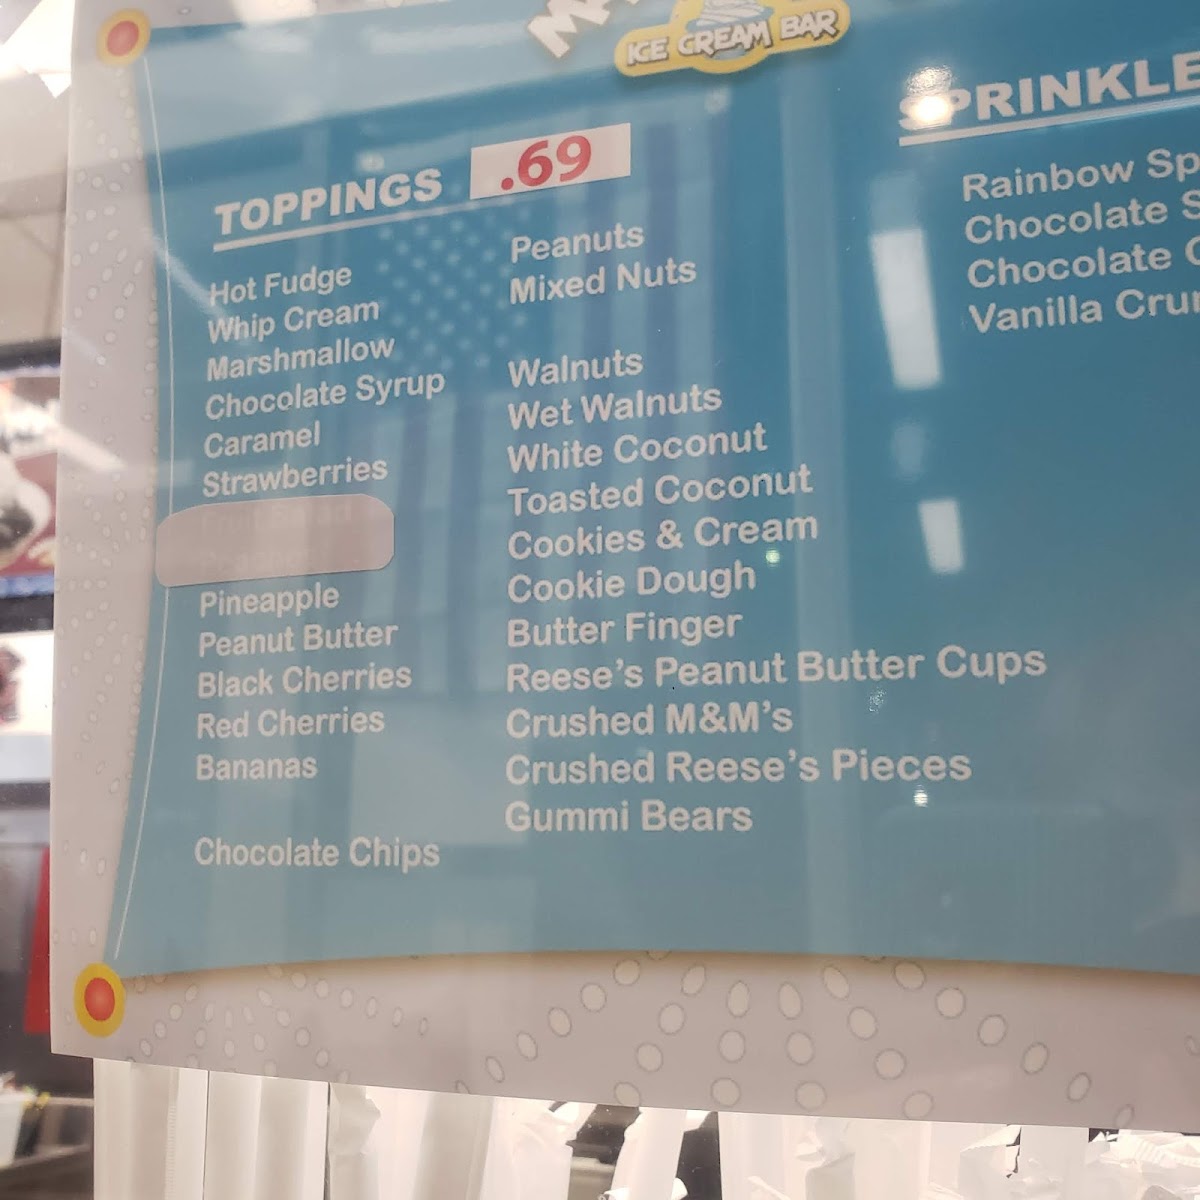 ICE CREAM BAR
TOPPINGS .69
Hot Fudge
Whip Cream
Marshmallow
Chocolate Syrup
Caramel
Strawberries
Pineapple
Peanut Butter
Black Cherries
Red Cherries
Bananas
Chocolate Chips
Peanuts
Mixed Nuts
Walnuts
Wet Walnuts
White Coconut
Toasted Coconut
Cookies & Cream
Cookie Dough
Butter Finger
Reese's Peanut Butter Cups
Crushed M&M's
Crushed Reese's Pieces
Gummi Bears
SPRINKLE
Rainbow Sp
Chocolate S
Chocolate C
Vanilla Cru